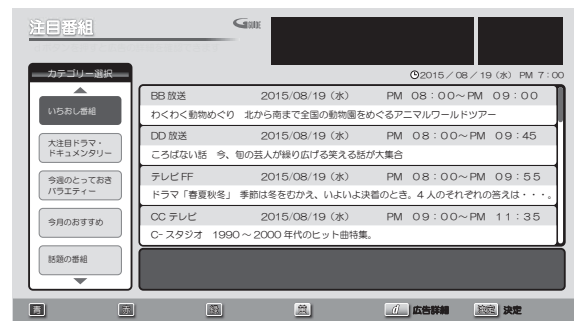 注目番組
G GUIDE
カテゴリー選択
2015/08/19(水) PM 7:00
いちおし番組
大注目ドラマ・
ドキュメンタリー
今週のとっておき
バラエティー
今月のおすすめ
話題の番組
BB 放送 2015/08/19(水) PM 08:00~PM 09:00
わくわく動物めぐり 北から南まで全国の動物園をめぐるアニマルワールドツアー
DD 放送 2015/08/19(水) PM 08:00~PM 09:45
ころばない話 今、旬の芸人が繰り広げる笑える話が大集合
テレビ FF 2015/08/19(水) PM 08:00~PM 09:55
ドラマ「春夏秋冬」 季節は冬をむかえ、いよいよ決着のとき。4 人のそれぞれの答えは・・・。
CC テレビ 2015/08/19(水) PM 09:00~PM 11:35
C- スタジオ 1990 ~ 2000 年代のヒット曲特集。
青 赤 緑 黄 i 広告詳細 決定 決定